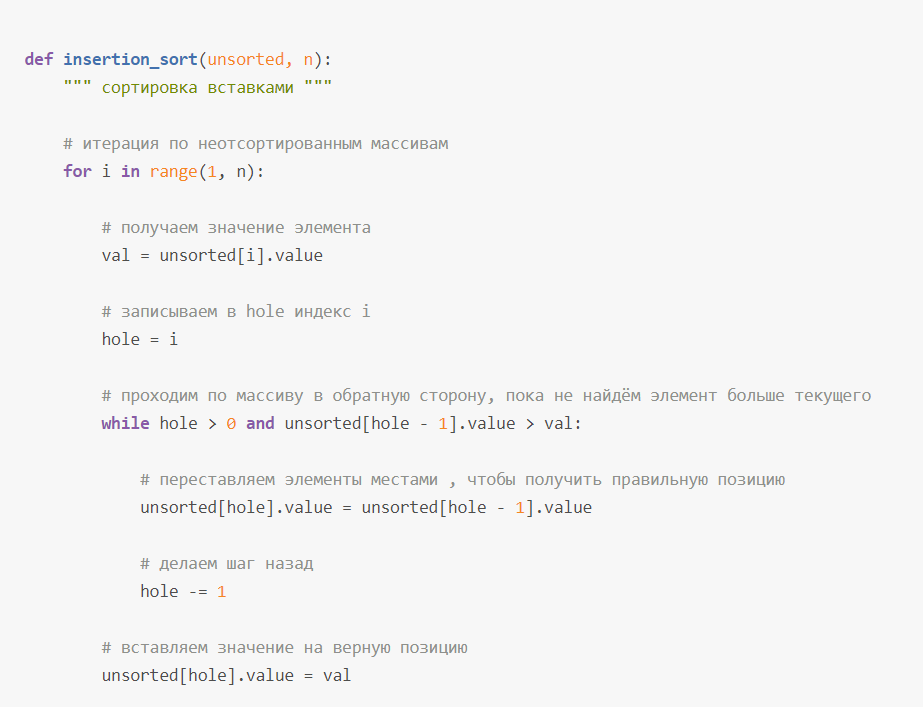 def insertion_sort(unsorted, n):
""" сортировка вставками """
# итерация по неотсортированным массивам
for i in range(1, n):
# получаем значение элемента
val = unsorted[i].value
# записываем в hole индекс i
hole = i
# проходим по массиву в обратную сторону, пока не найдём элемент больше текущего
while hole > 0 and unsorted[hole - 1].value > val:
# переставляем элементы местами , чтобы получить правильную позицию
unsorted[hole].value = unsorted[hole - 1].value
# делаем шаг назад
hole -= 1
# вставляем значение на верную позицию
unsorted[hole].value = val